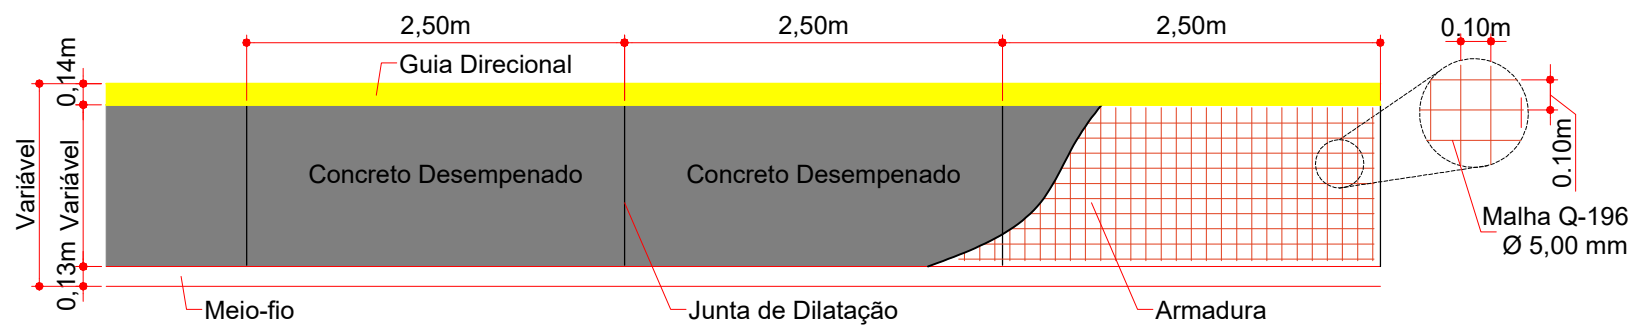 2,50m
2,50m
2,50m
0.10m
0,14m
Guia Direcional
Variável
Variável
Concreto Desempenado
Concreto Desempenado
0.10m
Malha Q-196
Ø 5,00 mm
0,13m
Meio-fio
Junta de Dilatação
Armadura